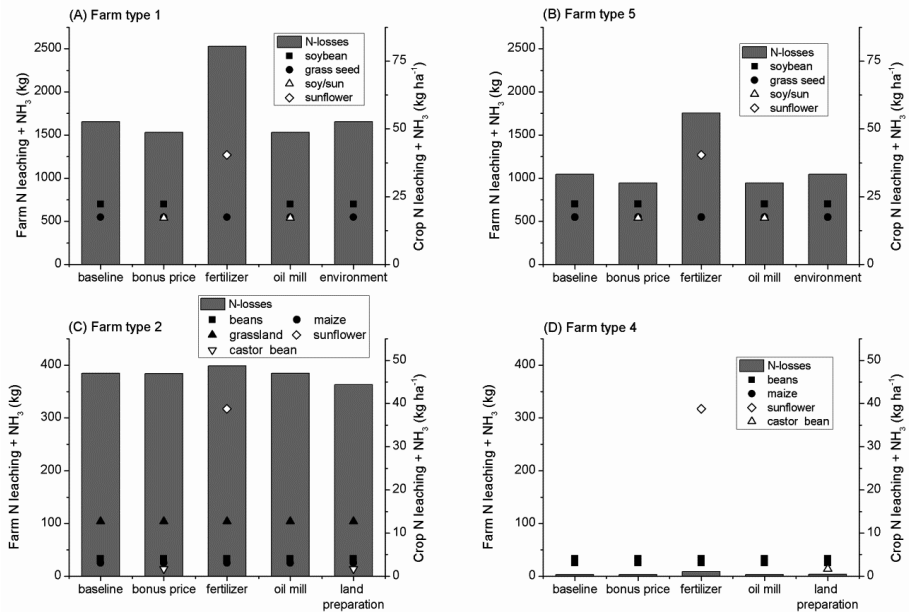 (A) Farm type 1
2500
2000
1500
1000
500
0
Farm N leaching + NH₃ (kg)
75
50
25
0
Crop N leaching + NH₃ (kg ha⁻¹)
N-losses
soybean
grass seed
soy/sun
sunflower
baseline bonus price fertilizer oil mill environment
(B) Farm type 5
2500
2000
1500
1000
500
0
Farm N leaching + NH₃ (kg)
75
50
25
0
Crop N leaching + NH₃ (kg ha⁻¹)
N-losses
soybean
grass seed
soy/sun
sunflower
baseline bonus price fertilizer oil mill environment
(C) Farm type 2
400
300
200
100
0
Farm N leaching + NH₃ (kg)
50
40
30
20
10
0
Crop N leaching + NH₃ (kg ha⁻¹)
N-losses
beans maize
grassland sunflower
castor bean
baseline bonus price fertilizer oil mill land
preparation
(D) Farm type 4
400
300
200
100
0
Farm N leaching + NH₃ (kg)
50
40
30
20
10
0
Crop N leaching + NH₃ (kg ha⁻¹)
N-losses
beans
maize
sunflower
castor bean
baseline bonus price fertilizer oil mill land
preparation